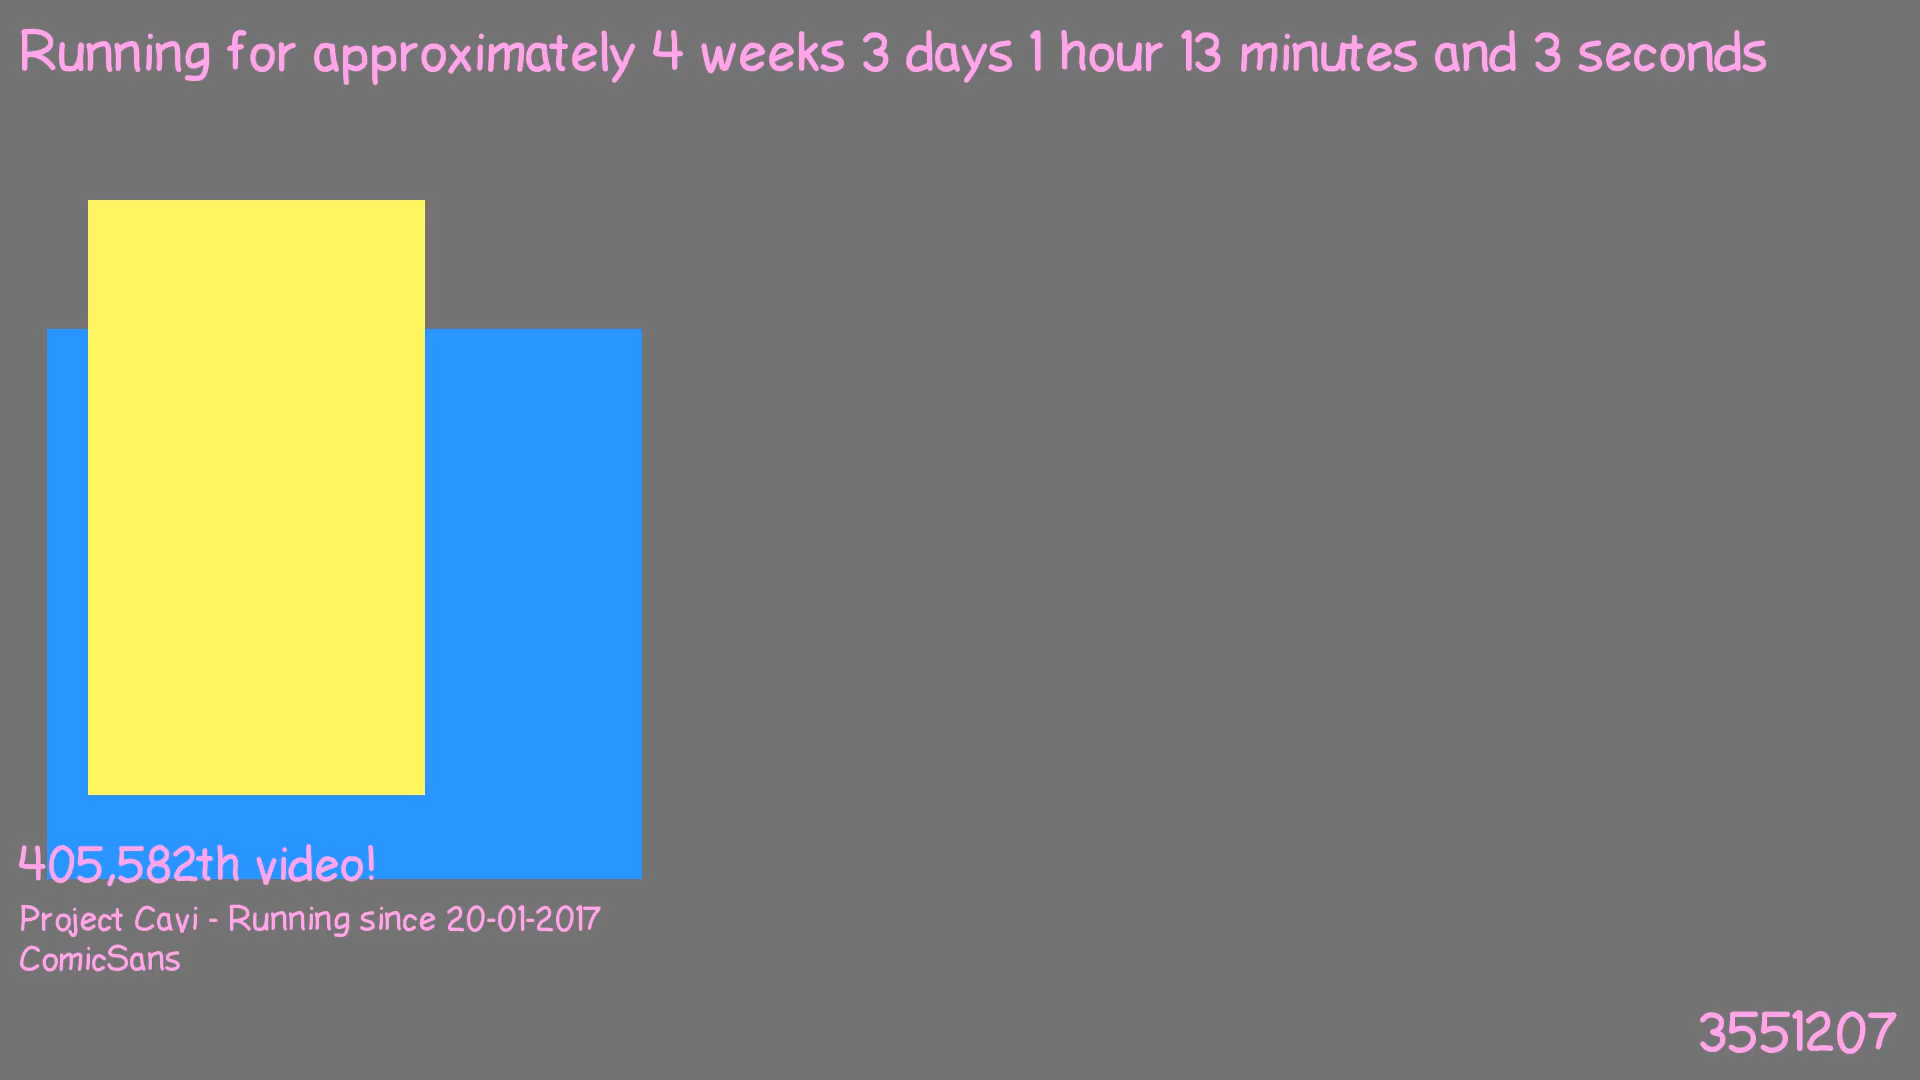 Running for approximately 4 weeks 3 days 1 hour 13 minutes and 3 seconds
405,582th video!
Project Cavi - Running since 20-01-2017
ComicSans
3551207